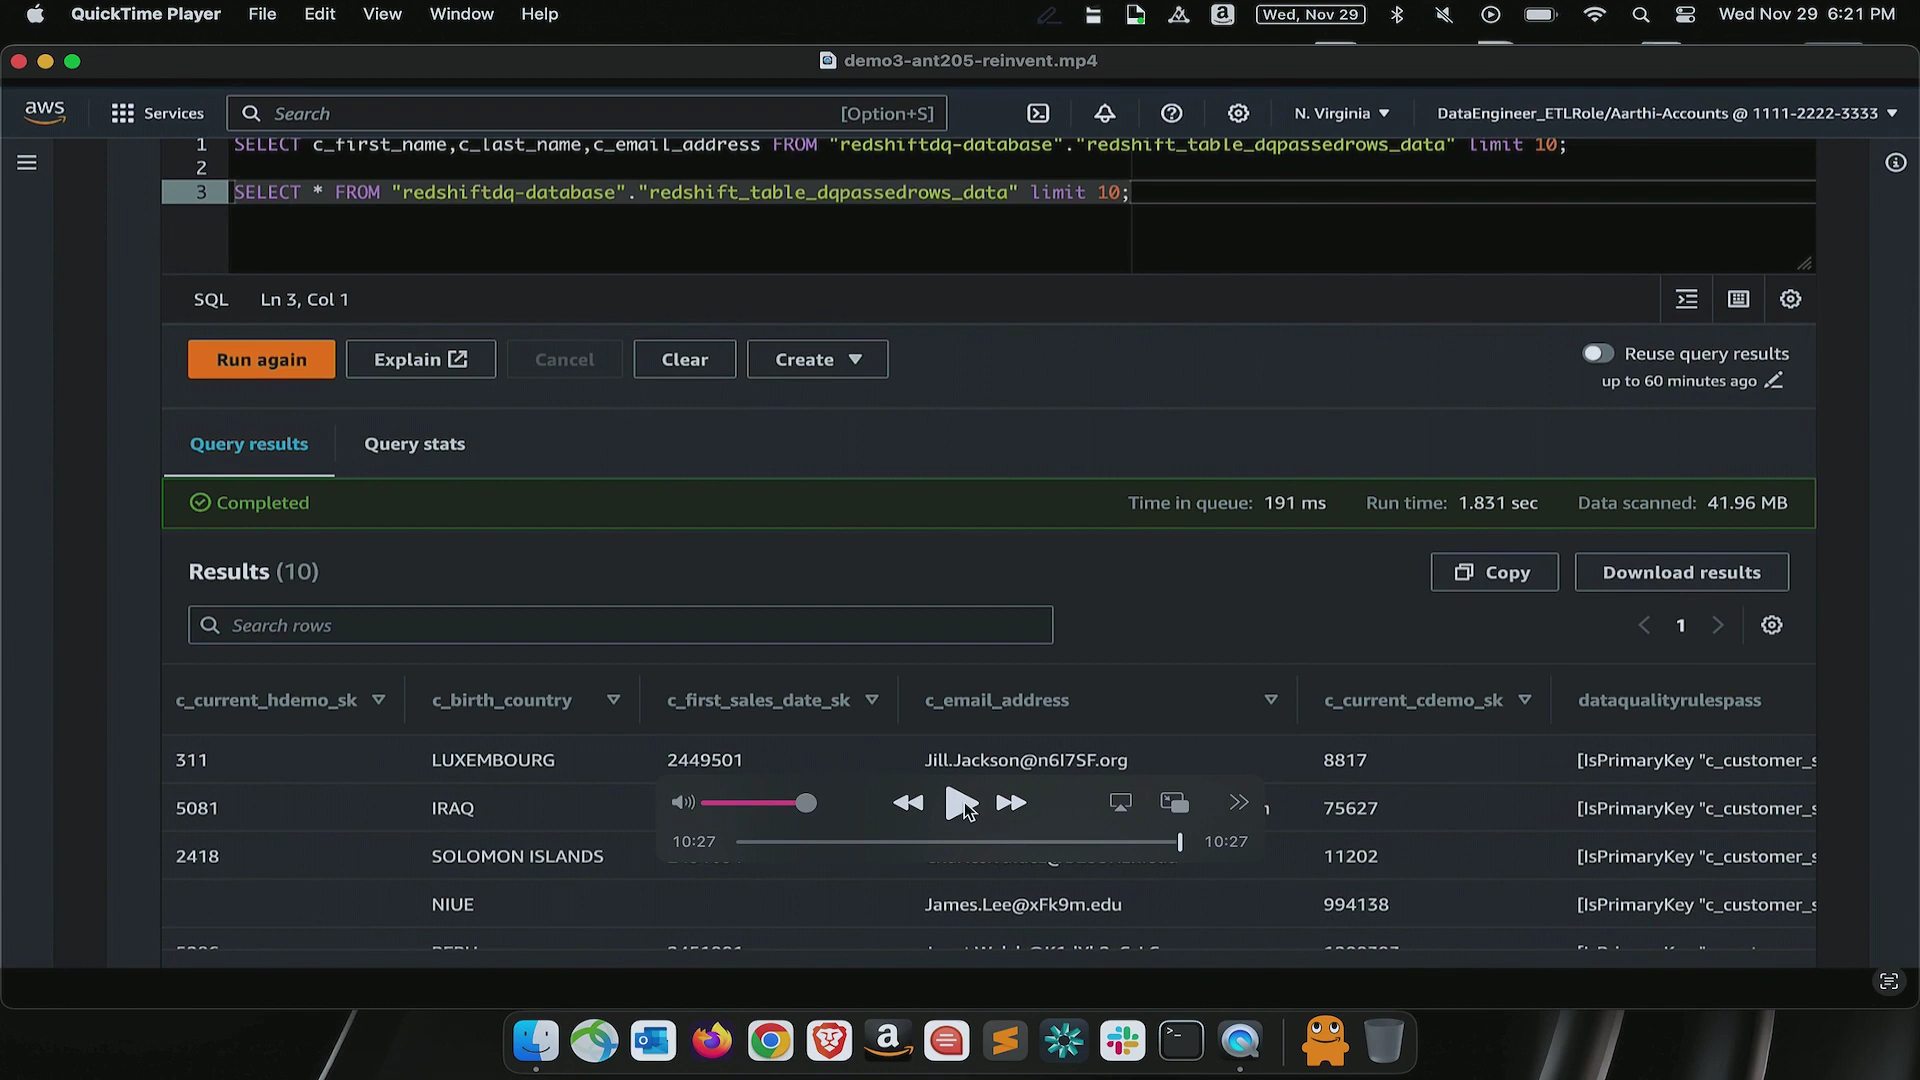 QuickTime Player File Edit View Window Help Wed, Nov 29 Wed Nov 29 6:21 PM
demo3-ant205-reinvent.mp4
aws Services Search [Option+S] N. Virginia DataEngineer_ETLRole/Aarthi-Accounts @ 1111-2222-3333
1 SELECT c_first_name,c_last_name,c_email_address FROM "redshiftdq-database"."redshift_table_dqpassedrows_data" limit 10;
2
3 SELECT * FROM "redshiftdq-database"."redshift_table_dqpassedrows_data" limit 10;
SQL Ln 3, Col 1
Run again Explain Cancel Clear Create Reuse query results
up to 60 minutes ago
Query results Query stats
Completed Time in queue: 191 ms Run time: 1.831 sec Data scanned: 41.96 MB
Results (10) Copy Download results
Search rows 1
c_current_hdemo_sk c_birth_country c_first_sales_date_sk c_email_address c_current_cdemo_sk dataqualityrulespass
311 LUXEMBOURG 2449501 Jill.Jackson@n6I7SF.org 8817 [IsPrimaryKey "c_customer_s
5081 IRAQ 75627 [IsPrimaryKey "c_customer_s
10:27 10:27
2418 SOLOMON ISLANDS 11202 [IsPrimaryKey "c_customer_s
NIUE James.Lee@xFk9m.edu 994138 [IsPrimaryKey "c_customer_s